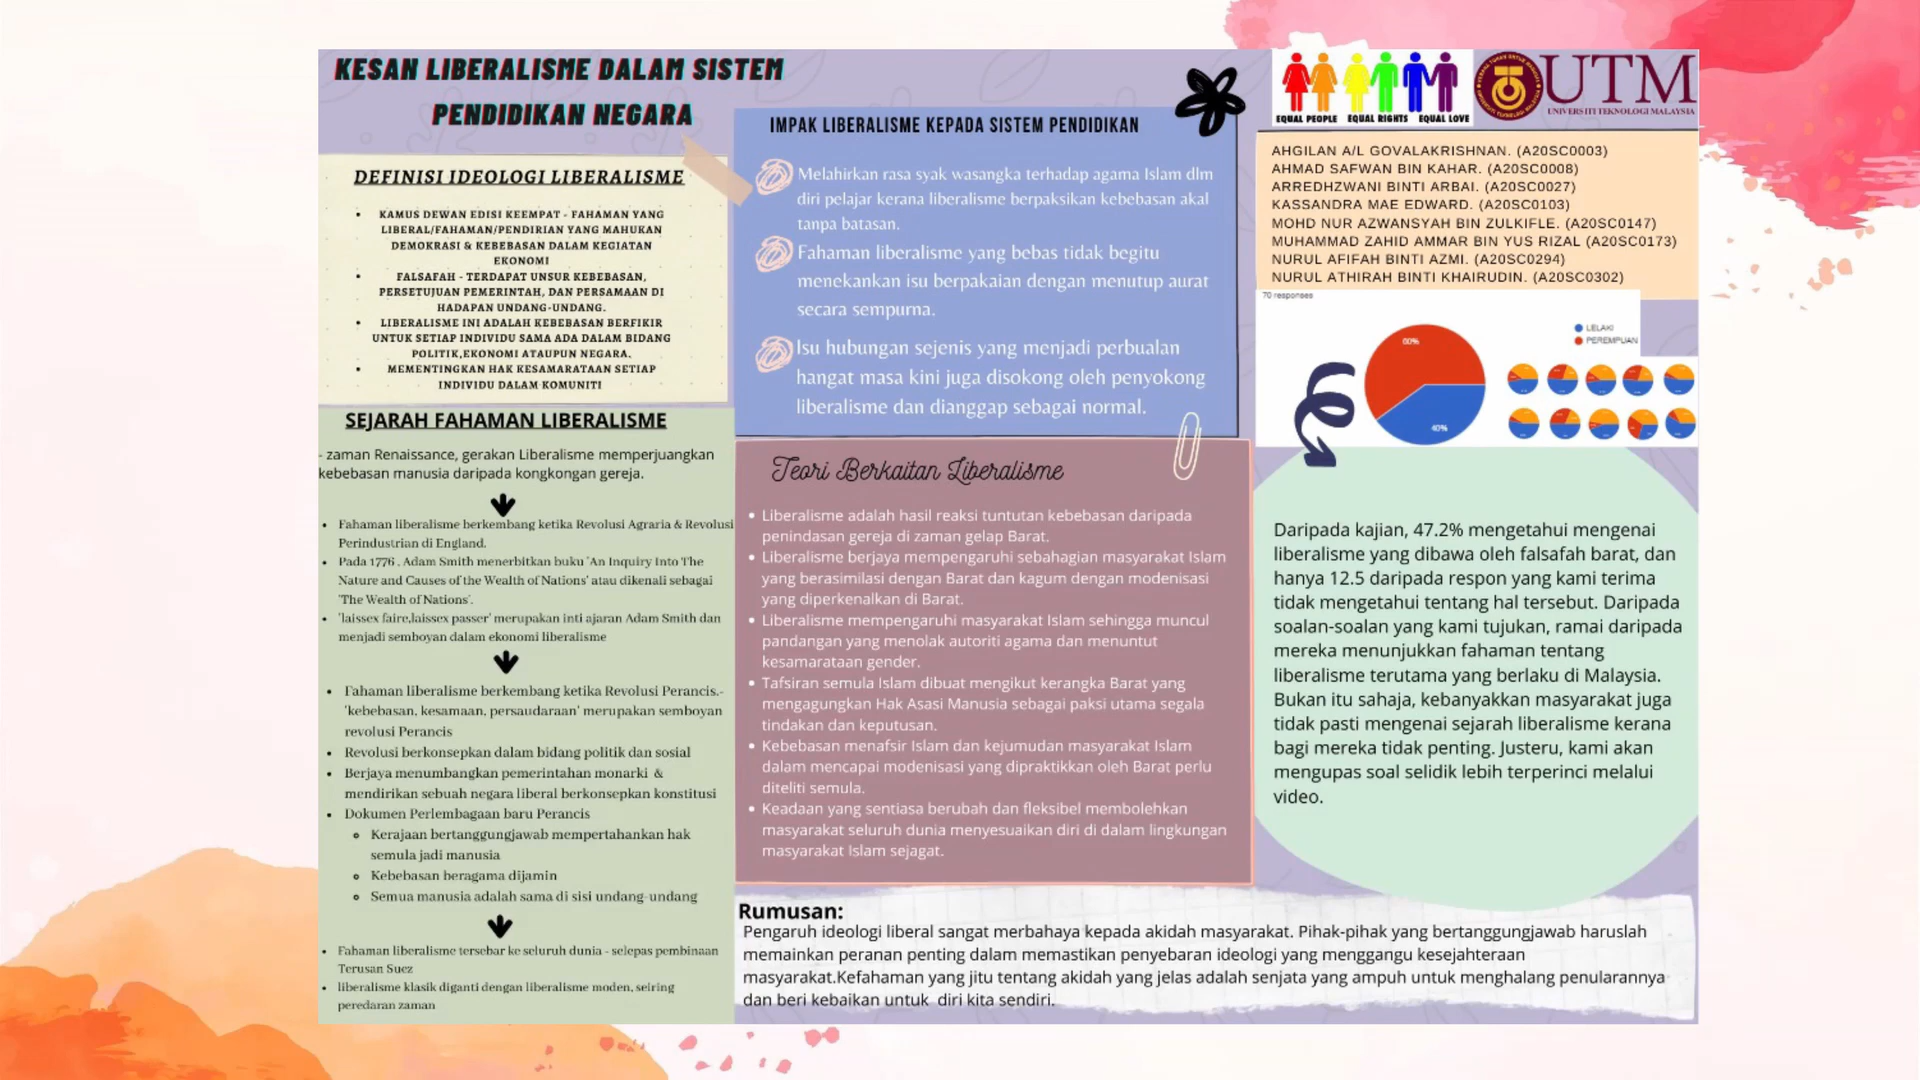 KESAN LIBERALISME DALAM SISTEM
PENDIDIKAN NEGARA
DEFINISI IDEOLOGI LIBERALISME
• KAMUS DEWAN EDISI KEEMPAT - FAHAMAN YANG
LIBERAL/FAHAMAN/PENDIRIAN YANG MAHUKAN
DEMOKRASI & KEBEBASAN DALAM KEGIATAN
EKONOMI
• FALSAFAH - TERDAPAT UNSUR KEBEBASAN,
PERSETUJUAN PEMERINTAH, DAN PERSAMAAN DI
HADAPAN UNDANG-UNDANG.
• LIBERALISME INI ADALAH KEBEBASAN BERFIKIR
UNTUK SETIAP INDIVIDU SAMA ADA DALAM BIDANG
POLITIK,EKONOMI ATAUPUN NEGARA.
• MEMENTINGKAN HAK KESAMARATAAN SETIAP
INDIVIDU DALAM KOMUNITI
SEJARAH FAHAMAN LIBERALISME
- zaman Renaissance, gerakan Liberalisme memperjuangkan
kebebasan manusia daripada kongkongan gereja.
• Fahaman liberalisme berkembang ketika Revolusi Agraria & Revolusi
Perindustrian di England.
• Pada 1776 , Adam Smith menerbitkan buku 'An Inquiry Into The
Nature and Causes of the Wealth of Nations' atau dikenali sebagai
'The Wealth of Nations'.
• 'laissex faire,laissex passer' merupakan inti ajaran Adam Smith dan
menjadi semboyan dalam ekonomi liberalisme
• Fahaman liberalisme berkembang ketika Revolusi Perancis.-
'kebebasan, kesamaan, persaudaraan' merupakan semboyan
revolusi Perancis
• Revolusi berkonsepkan dalam bidang politik dan sosial
• Berjaya menumbangkan pemerintahan monarki &
mendirikan sebuah negara liberal berkonsepkan konstitusi
• Dokumen Perlembagaan baru Perancis
Kerajaan bertanggungjawab mempertahankan hak
semula jadi manusia
Kebebasan beragama dijamin
Semua manusia adalah sama di sisi undang-undang
• Fahaman liberalisme tersebar ke seluruh dunia - selepas pembinaan
Terusan Suez
• liberalisme klasik diganti dengan liberalisme moden, seiring
peredaran zaman
IMPAK LIBERALISME KEPADA SISTEM PENDIDIKAN
Melahirkan rasa syak wasangka terhadap agama Islam dlm
diri pelajar kerana liberalisme berpaksikan kebebasan akal
tanpa batasan.
Fahaman liberalisme yang bebas tidak begitu
menekankan isu berpakaian dengan menutup aurat
secara sempurna.
Isu hubungan sejenis yang menjadi perbualan
hangat masa kini juga disokong oleh penyokong
liberalisme dan dianggap sebagai normal.
Teori Berkaitan Liberalisme
• Liberalisme adalah hasil reaksi tuntutan kebebasan daripada
penindasan gereja di zaman gelap Barat.
• Liberalisme berjaya mempengaruhi sebahagian masyarakat Islam
yang berasimilasi dengan Barat dan kagum dengan modenisasi
yang diperkenalkan di Barat.
• Liberalisme mempengaruhi masyarakat Islam sehingga muncul
pandangan yang menolak autoriti agama dan menuntut
kesamarataan gender.
• Tafsiran semula Islam dibuat mengikut kerangka Barat yang
mengagungkan Hak Asasi Manusia sebagai paksi utama segala
tindakan dan keputusan.
• Kebebasan menafsir Islam dan kejumudan masyarakat Islam
dalam mencapai modenisasi yang dipraktikkan oleh Barat perlu
diteliti semula.
• Keadaan yang sentiasa berubah dan fleksibel membolehkan
masyarakat seluruh dunia menyesuaikan diri di dalam lingkungan
masyarakat Islam sejagat.
EQUAL PEOPLE EQUAL RIGHTS EQUAL LOVE
UTM
UNIVERSITI TEKNOLOGI MALAYSIA
AHGILAN A/L GOVALAKRISHNAN. (A20SC0003)
AHMAD SAFWAN BIN KAHAR. (A20SC0008)
ARREDHZWANI BINTI ARBAI. (A20SC0027)
KASSANDRA MAE EDWARD. (A20SC0103)
MOHD NUR AZWANSYAH BIN ZULKIFLE. (A20SC0147)
MUHAMMAD ZAHID AMMAR BIN YUS RIZAL (A20SC0173)
NURUL AFIFAH BINTI AZMI. (A20SC0294)
NURUL ATHIRAH BINTI KHAIRUDIN. (A20SC0302)
70 responses
LELAKI
PEREMPUAN
60%
40%
Daripada kajian, 47.2% mengetahui mengenai
liberalisme yang dibawa oleh falsafah barat, dan
hanya 12.5 daripada respon yang kami terima
tidak mengetahui tentang hal tersebut. Daripada
soalan-soalan yang kami tujukan, ramai daripada
mereka menunjukkan fahaman tentang
liberalisme terutama yang berlaku di Malaysia.
Bukan itu sahaja, kebanyakkan masyarakat juga
tidak pasti mengenai sejarah liberalisme kerana
bagi mereka tidak penting. Justeru, kami akan
mengupas soal selidik lebih terperinci melalui
video.
Rumusan:
Pengaruh ideologi liberal sangat merbahaya kepada akidah masyarakat. Pihak-pihak yang bertanggungjawab haruslah
memainkan peranan penting dalam memastikan penyebaran ideologi yang menggangu kesejahteraan
masyarakat.Kefahaman yang jitu tentang akidah yang jelas adalah senjata yang ampuh untuk menghalang penularannya
dan beri kebaikan untuk diri kita sendiri.